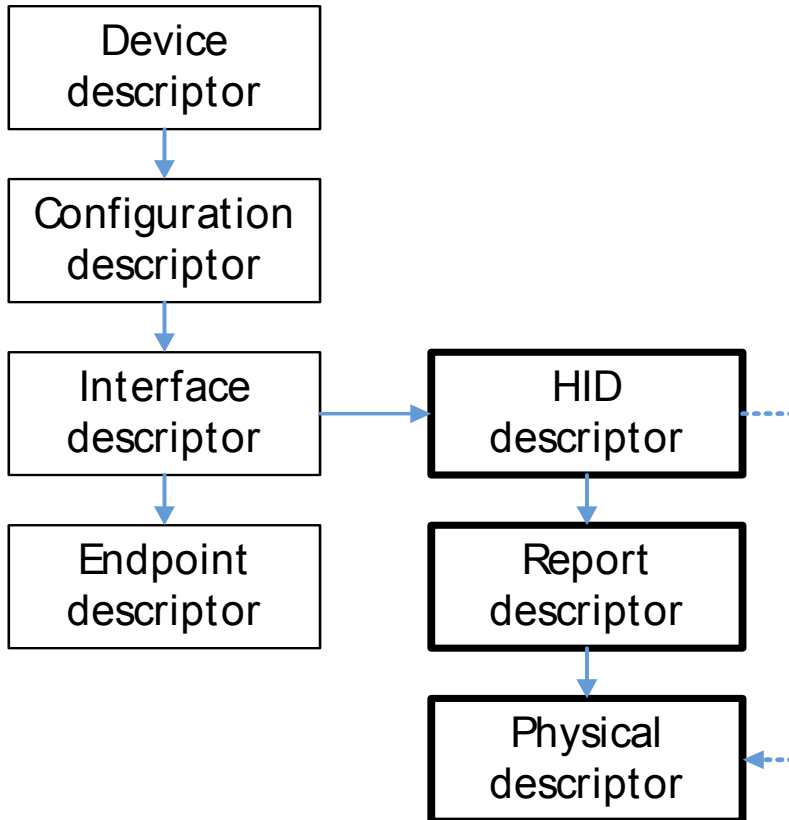 Device
descriptor
Configuration
descriptor
Interface
descriptor
HID
descriptor
Endpoint
descriptor
Report
descriptor
Physical
descriptor